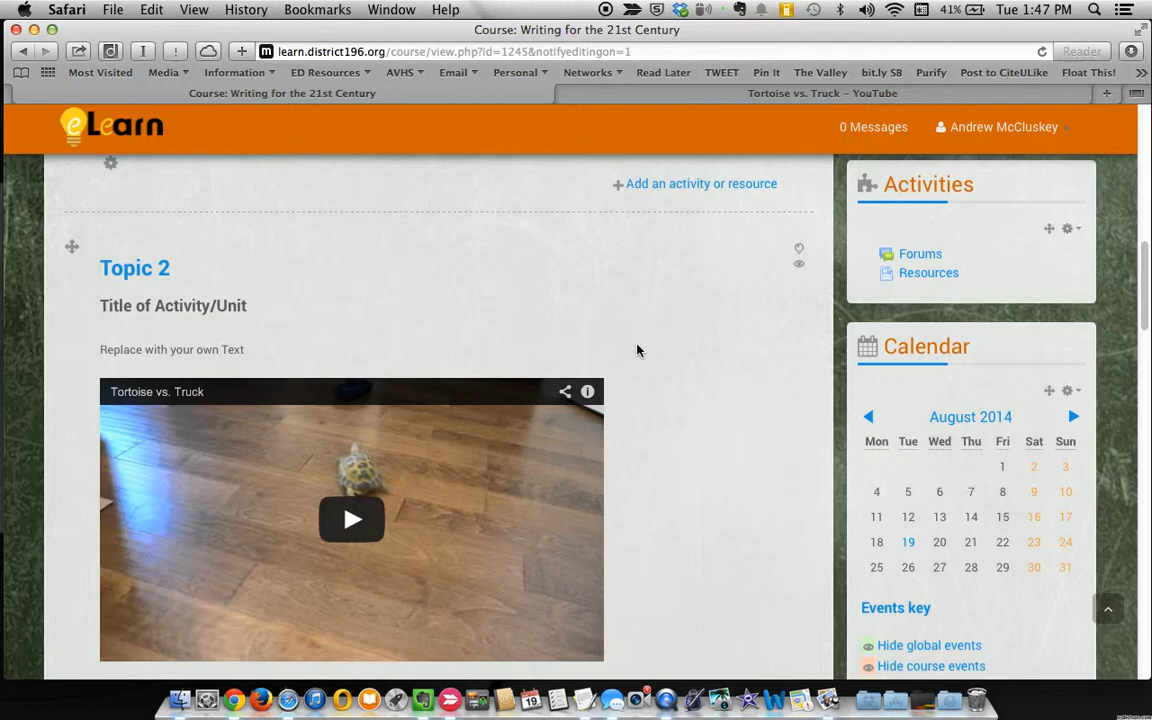 Safari File Edit View History Bookmarks Window Help 41% Tue 1:47 PM
Course: Writing for the 21st Century
learn.district196.org/course/view.php?id=1245&notifyeditingon=1 Reader
Most Visited Media Information ED Resources AVHS Email Personal Networks Read Later TWEET Pin It The Valley bit.ly SB Purify Post to CiteULike Float This!
Course: Writing for the 21st Century Tortoise vs. Truck – YouTube
eLearn 0 Messages Andrew McCluskey
Add an activity or resource
Topic 2
Title of Activity/Unit
Replace with your own Text
Tortoise vs. Truck
Activities
Forums
Resources
Calendar
August 2014
Mon Tue Wed Thu Fri Sat Sun
1 2 3
4 5 6 7 8 9 10
11 12 13 14 15 16 17
18 19 20 21 22 23 24
25 26 27 28 29 30 31
Events key
Hide global events
Hide course events
19